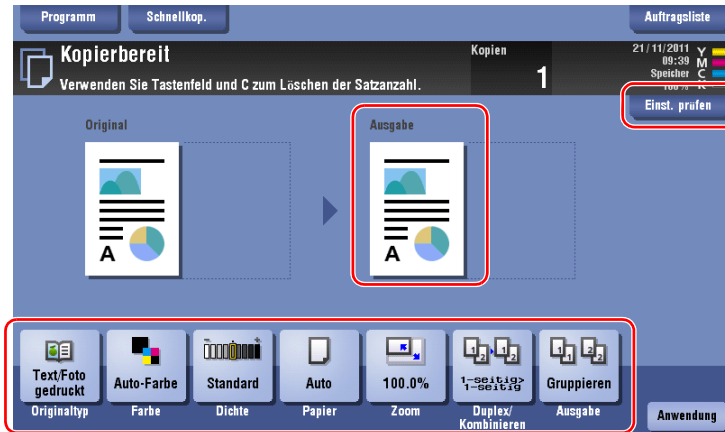 Programm
Schnellkop.
Auftragsliste
Kopierbereit
Verwenden Sie Tastenfeld und C zum Löschen der Satzanzahl.
Kopien
1
21/11/2011
09:39
Speicher
100%
Y
M
C
K
Einst. prüfen
Original
Ausgabe
A
A
Text/Foto
gedruckt
Originaltyp
Auto-Farbe
Farbe
Standard
Dichte
Auto
Papier
100.0%
Zoom
1-seitig>
1-seitig
Duplex/
Kombinieren
Gruppieren
Ausgabe
Anwendung